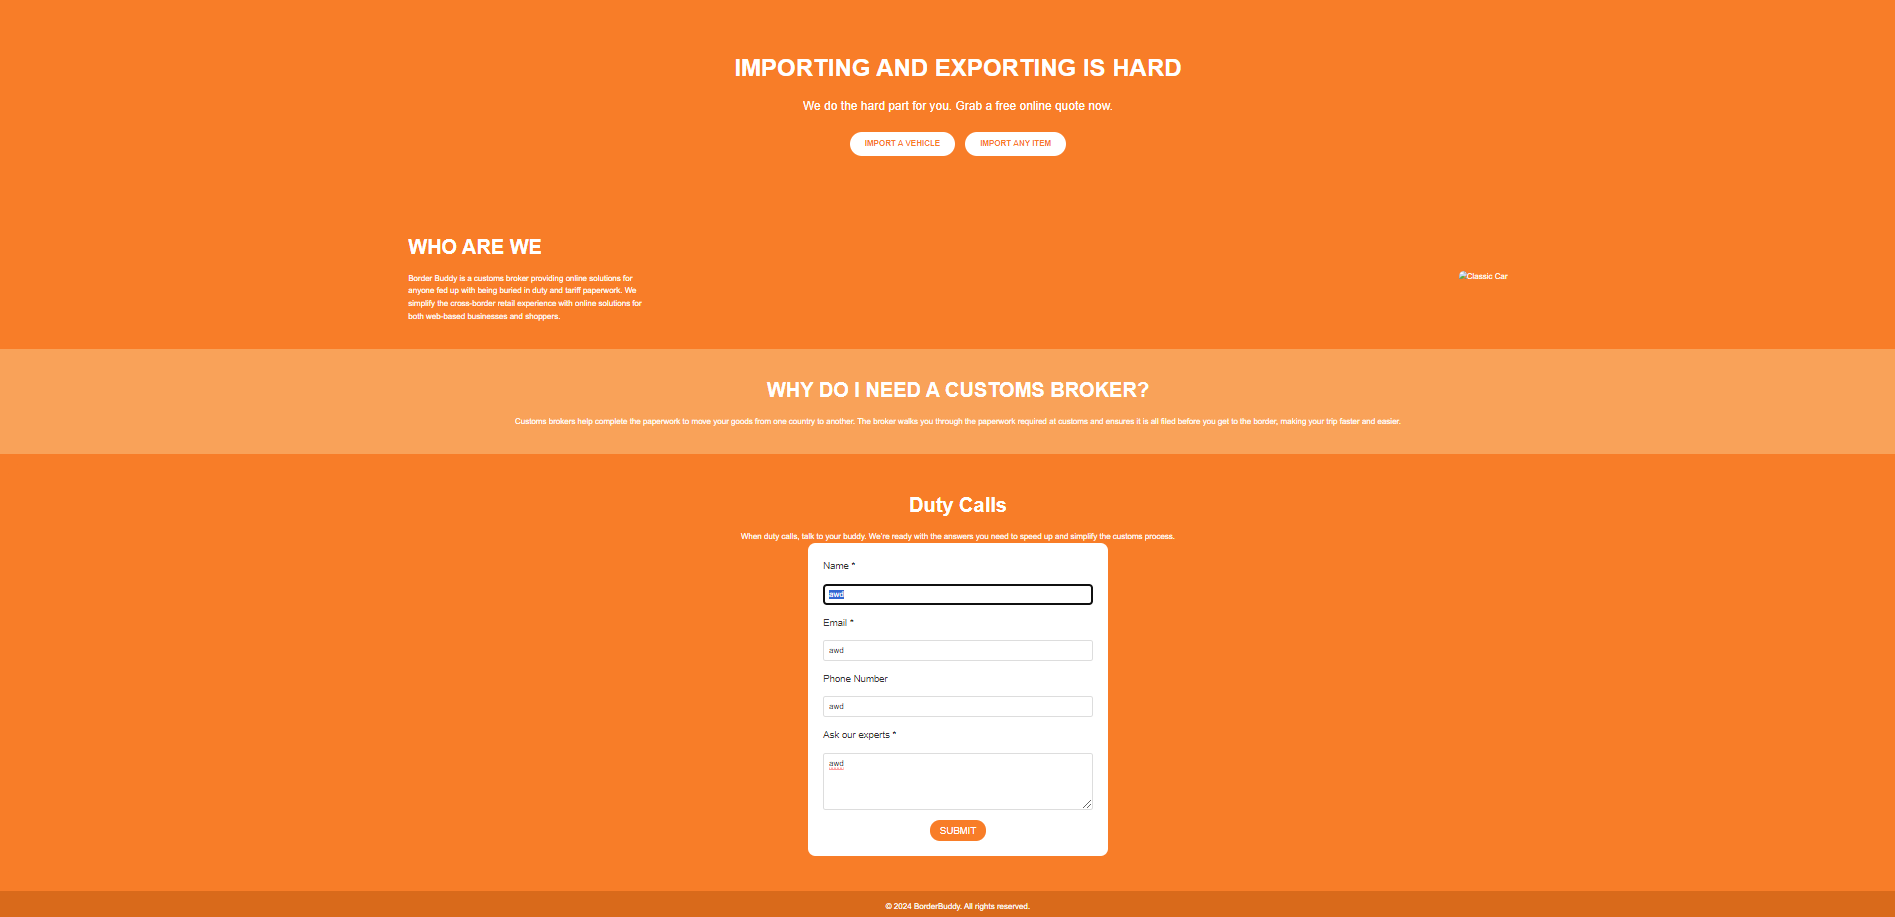 IMPORTING AND EXPORTING IS HARD
We do the hard part for you. Grab a free online quote now.
IMPORT A VEHICLE
IMPORT ANY ITEM
WHO ARE WE
Border Buddy is a customs broker providing online solutions for
anyone fed up with being buried in duty and tariff paperwork. We
simplify the cross-border retail experience with online solutions for
both web-based businesses and shoppers.
Classic Car
WHY DO I NEED A CUSTOMS BROKER?
Customs brokers help complete the paperwork to move your goods from one country to another. The broker walks you through the paperwork required at customs and ensures it is all filed before you get to the border, making your trip faster and easier.
Duty Calls
When duty calls, talk to your buddy. We're ready with the answers you need to speed up and simplify the customs process.
Name *
awd
Email *
awd
Phone Number
awd
Ask our experts *
awd
SUBMIT
© 2024 BorderBuddy. All rights reserved.